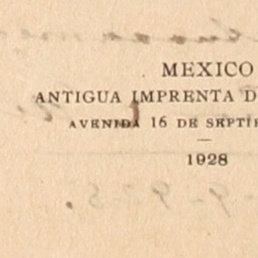 MEXICO
ANTIGUA IMPRENTA D
AVENIDA 16 DE SEPTI
1928